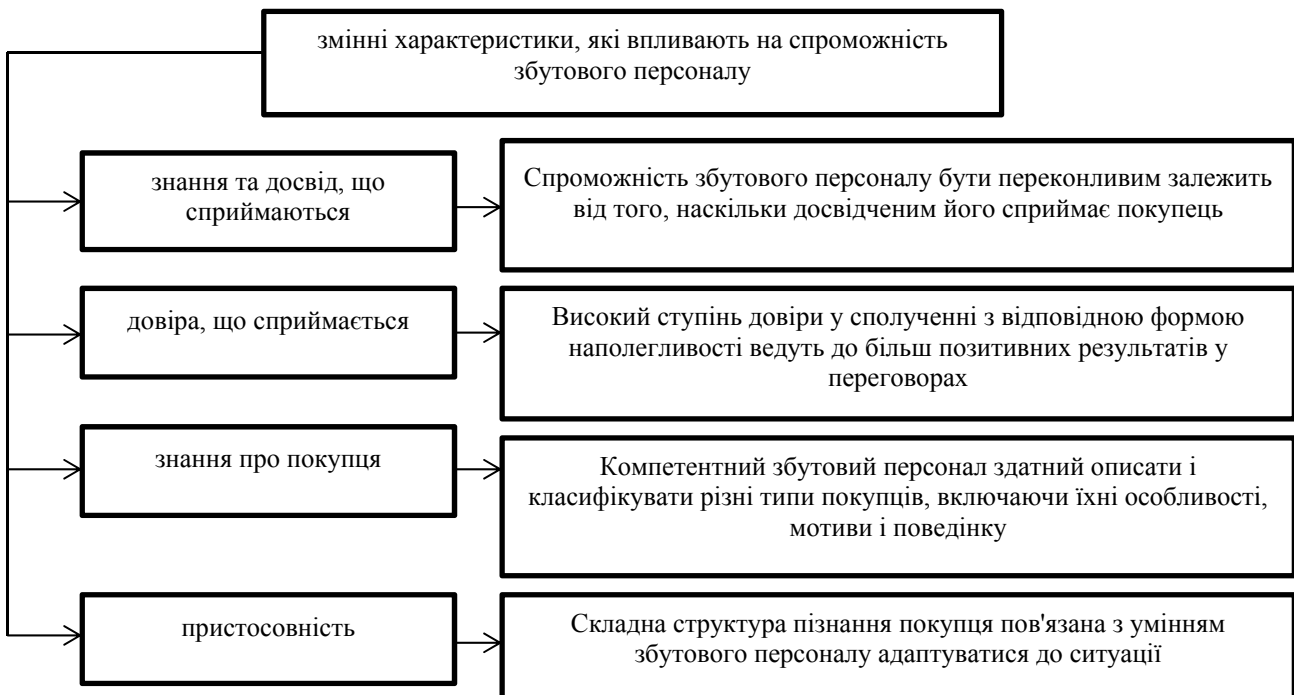 змінні характеристики, які впливають на спроможність
збутового персоналу
знання та досвід, що
сприймаються
Спроможність збутового персоналу бути переконливим залежить
від того, наскільки досвідченим його сприймає покупець
довіра, що сприймається
Високий ступінь довіри у сполученні з відповідною формою
наполегливості ведуть до більш позитивних результатів у
переговорах
знання про покупця
Компетентний збутовий персонал здатний описати і
класифікувати різні типи покупців, включаючи їхні особливості,
мотиви і поведінку
пристосовність
Складна структура пізнання покупця пов'язана з умінням
збутового персоналу адаптуватися до ситуації